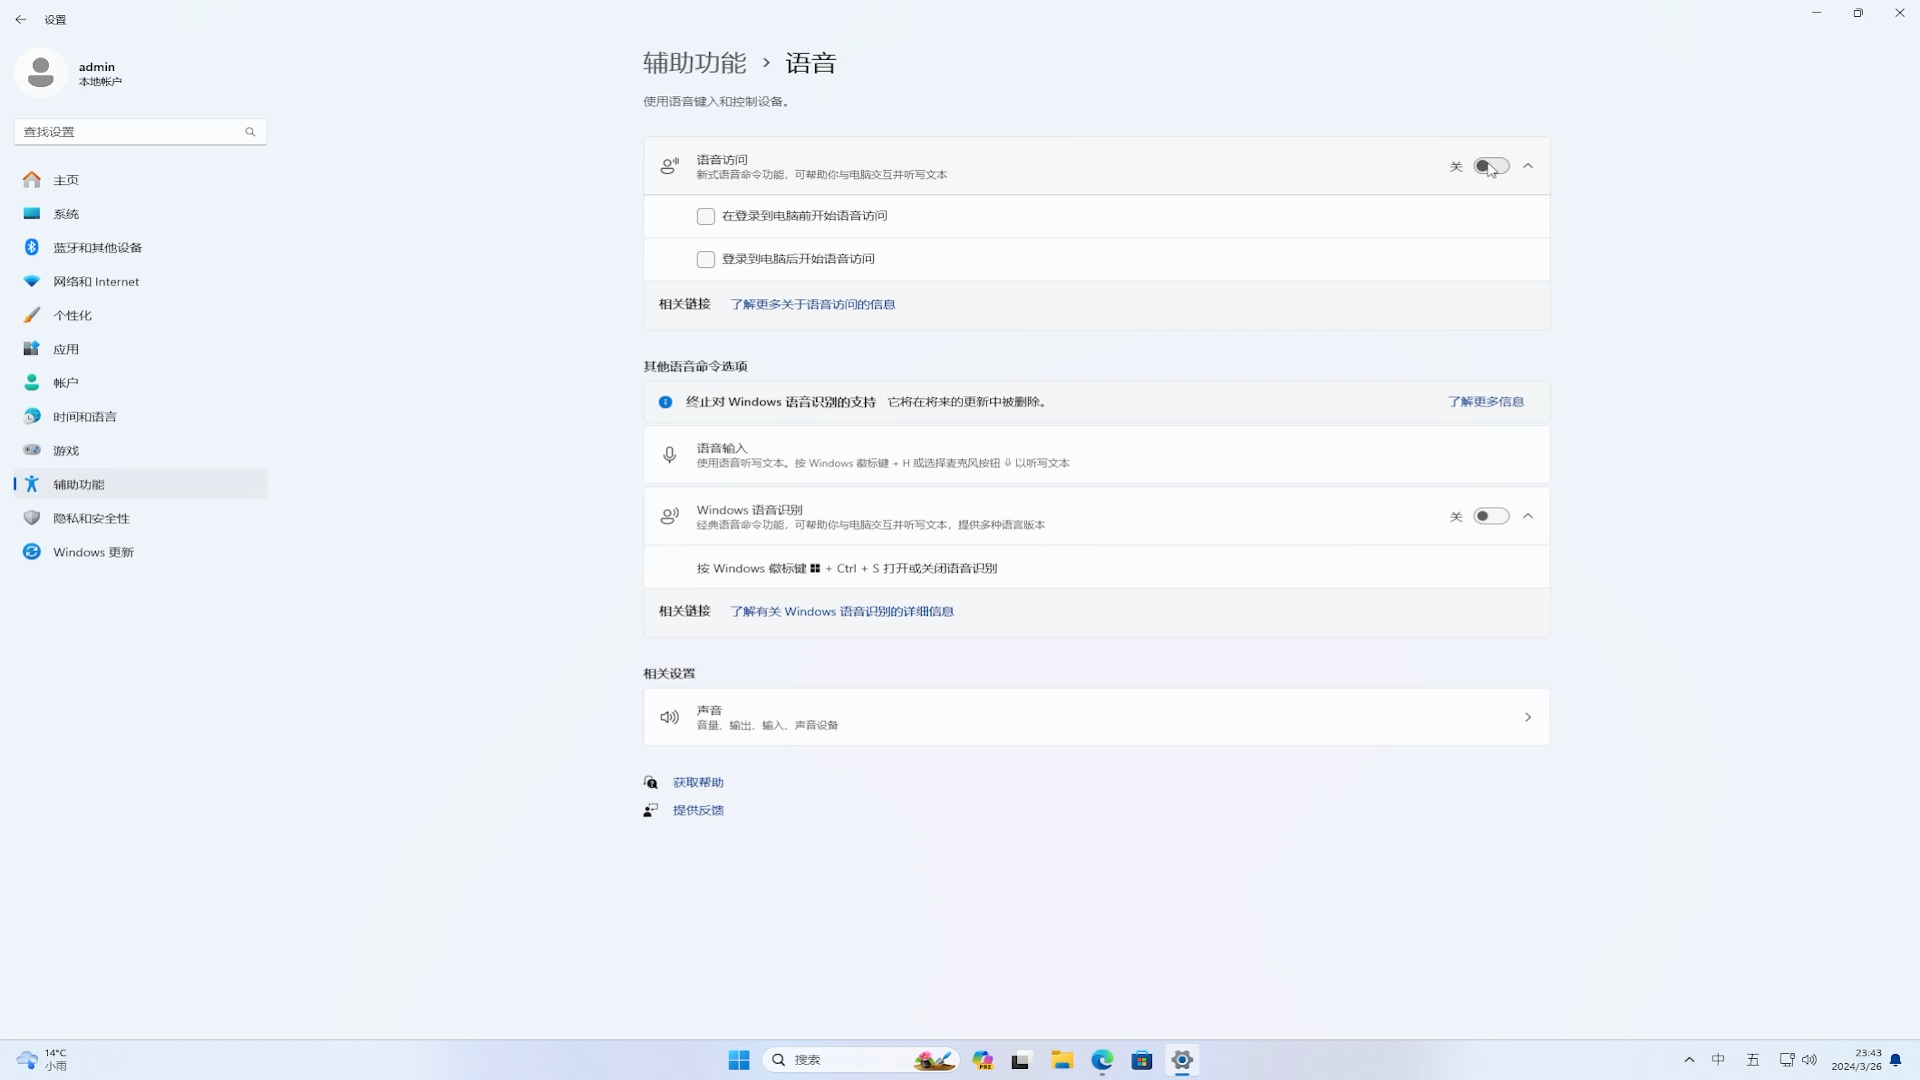 设置
admin
本地帐户
查找设置
主页
系统
蓝牙和其他设备
网络和 Internet
个性化
应用
帐户
时间和语言
游戏
辅助功能
隐私和安全性
Windows 更新
辅助功能 › 语音
使用语音键入和控制设备。
语音访问
新式语音命令功能，可帮助你与电脑交互并听写文本
关
在登录到电脑前开始语音访问
登录到电脑后开始语音访问
相关链接 了解更多关于语音访问的信息
其他语音命令选项
终止对 Windows 语音识别的支持 它将在将来的更新中被删除。
了解更多信息
语音输入
使用语音听写文本。按 Windows 徽标键 + H 或选择麦克风按钮 以听写文本
Windows 语音识别
经典语音命令功能，可帮助你与电脑交互并听写文本，提供多种语言版本
关
按 Windows 徽标键 + Ctrl + S 打开或关闭语音识别
相关链接 了解有关 Windows 语音识别的详细信息
相关设置
声音
音量、输出、输入、声音设备
获取帮助
提供反馈
14°C
小雨
搜索
PRE
中
五
23:43
2024/3/26